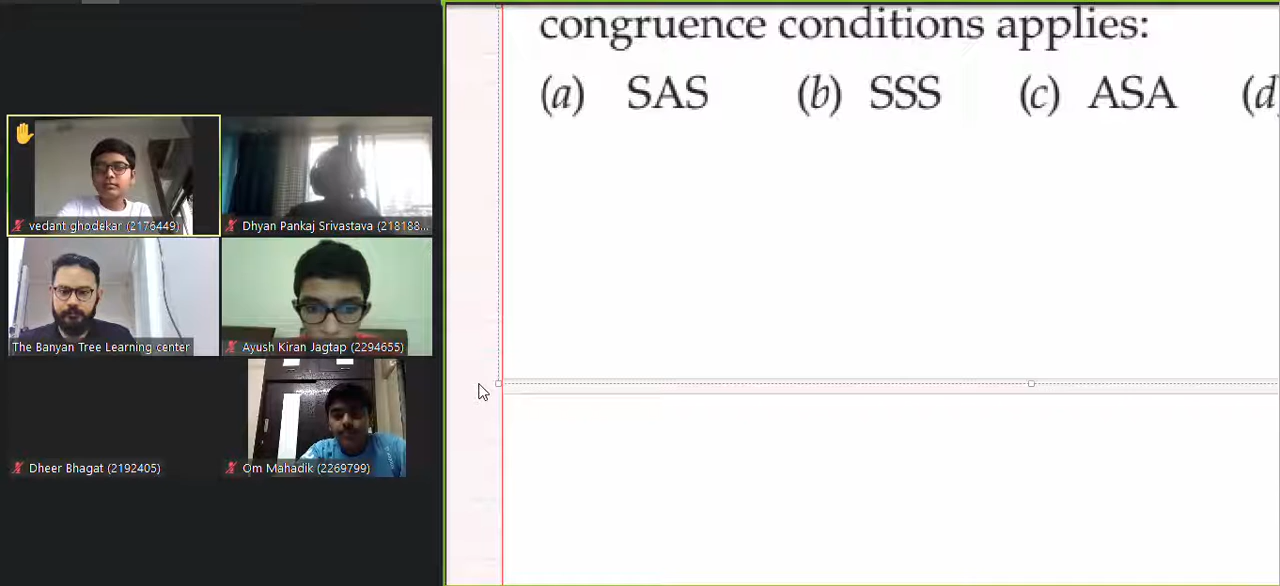 congruence conditions applies:
(a) SAS (b) SSS (c) ASA (d
vedant ghodekar (2176449)
Dhyan Pankaj Srivastava (218188...
The Banyan Tree Learning center
Ayush Kiran Jagtap (2294655)
Dheer Bhagat (2192405)
Om Mahadik (2269799)